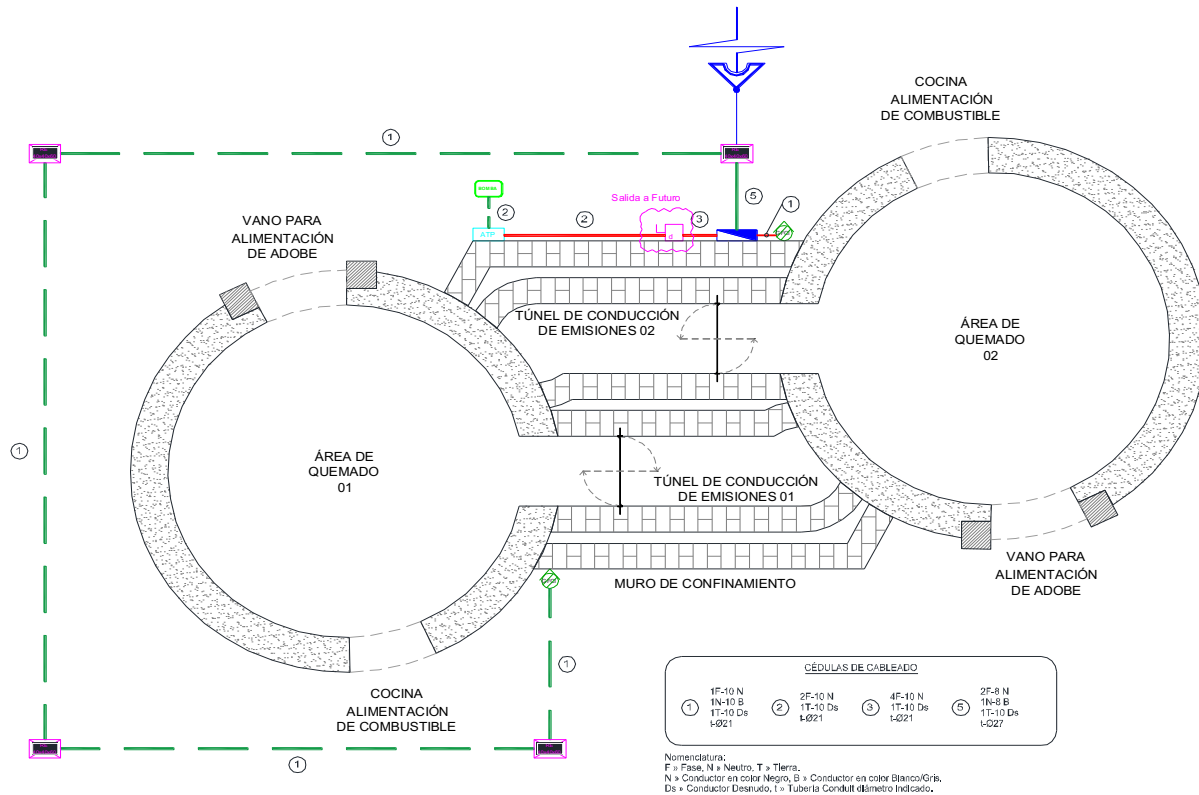 COCINA
ALIMENTACIÓN
DE COMBUSTIBLE
1
BOMBA
Salida a Futuro
5
1
VANO PARA
ALIMENTACIÓN
DE ADOBE
2
2
3
d
TÚNEL DE CONDUCCIÓN
DE EMISIONES 02
ÁREA DE
QUEMADO
02
1
ÁREA DE
QUEMADO
01
TÚNEL DE CONDUCCIÓN
DE EMISIONES 01
VANO PARA
ALIMENTACIÓN
DE ADOBE
MURO DE CONFINAMIENTO
1
COCINA
ALIMENTACIÓN
DE COMBUSTIBLE
1
CÉDULAS DE CABLEADO
1
1F-10 N
1N-10 B
1T-10 Ds
t-Ø21
2
2F-10 N
1T-10 Ds
t-Ø21
3
4F-10 N
1T-10 Ds
t-Ø21
5
2F-8 N
1N-8 B
1T-10 Ds
t-Ø27
Nomenclatura:
F » Fase, N » Neutro, T » Tierra.
N » Conductor en color Negro, B » Conductor en color Blanco/Gris,
Ds » Conductor Desnudo, t » Tubería Conduit diámetro Indicado.